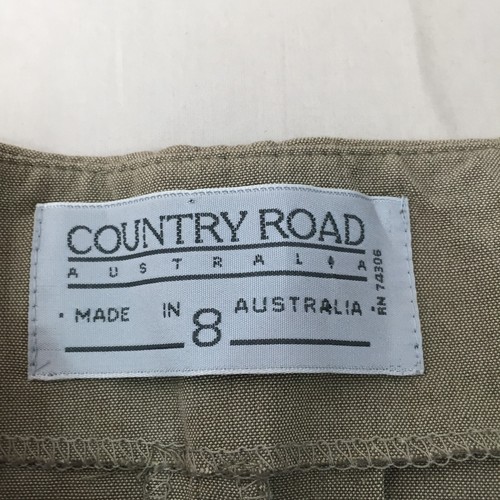 COUNTRY ROAD
AUSTRALIA
· MADE IN 8 AUSTRALIA ·
RN 74306